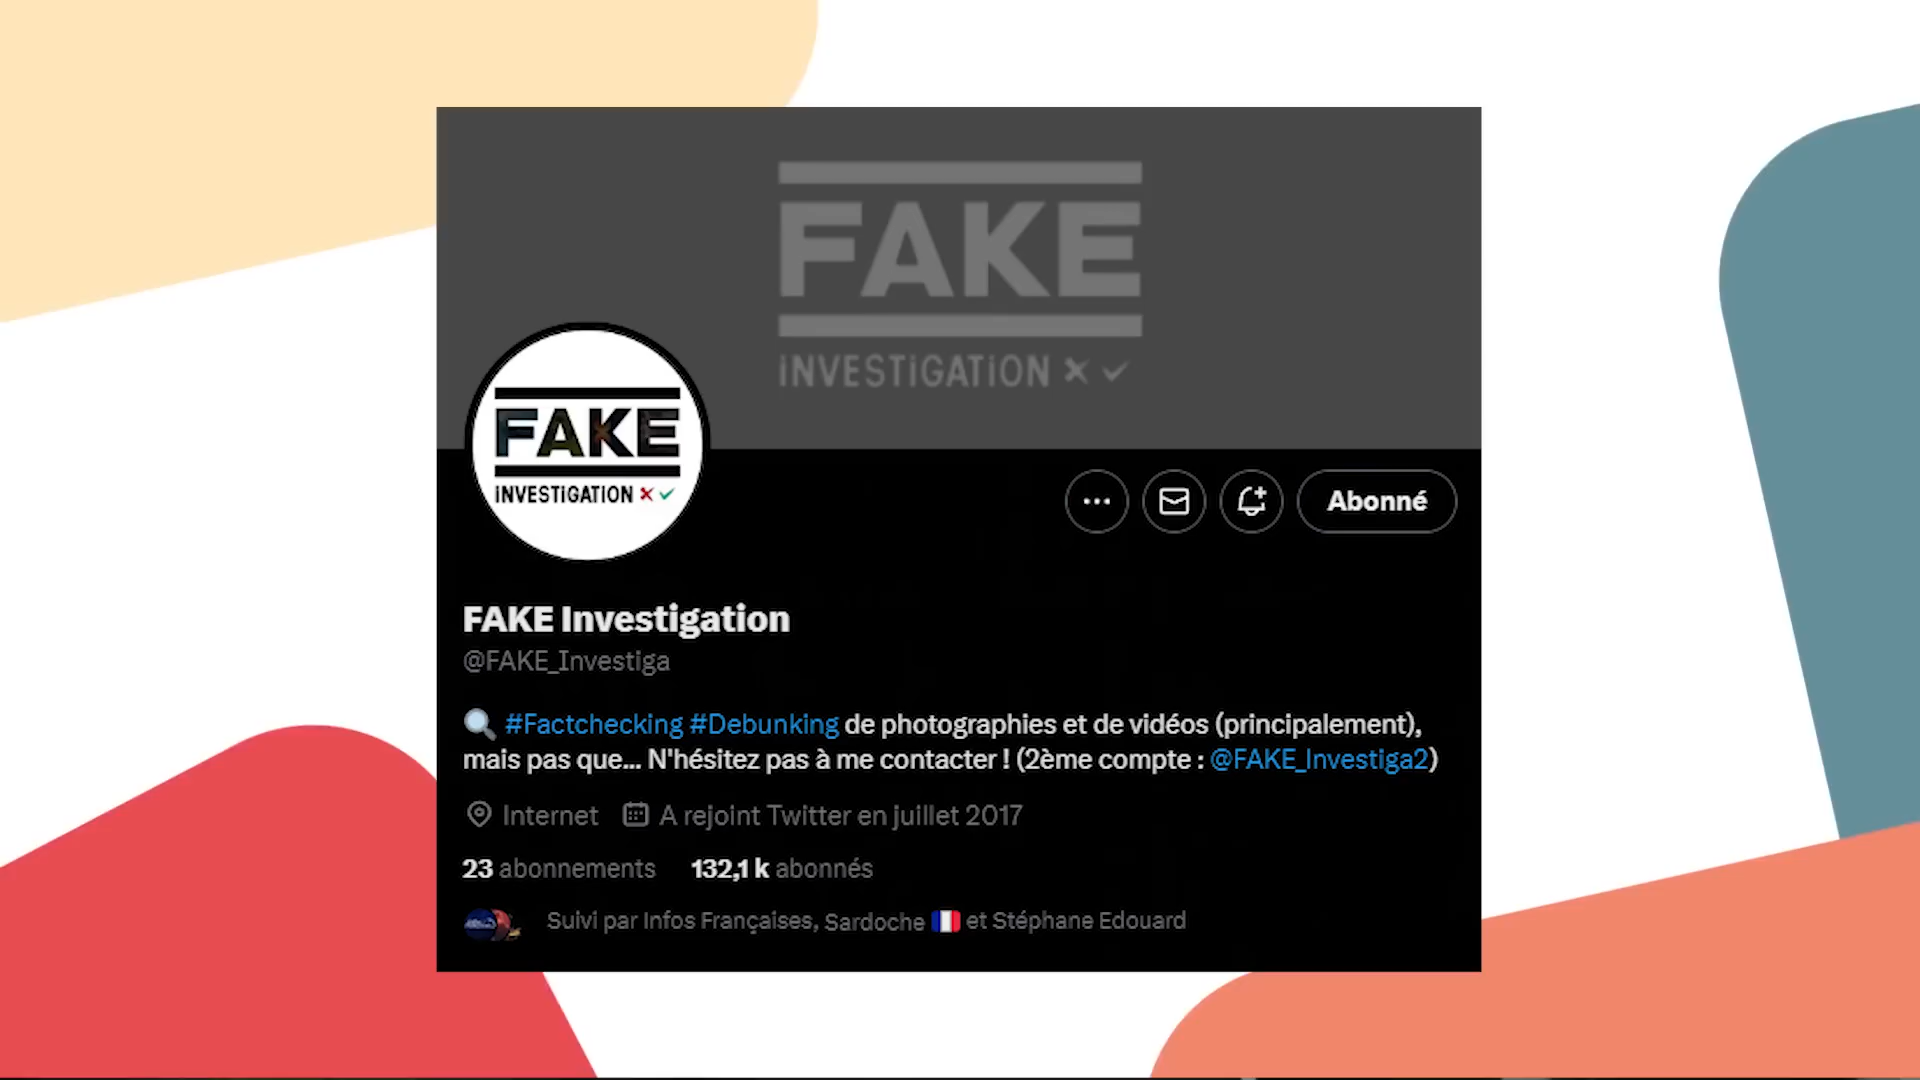 FAKE
iNVESTiGATiON
FAKE
iNVESTiGATiON
Abonné
FAKE Investigation
@FAKE_Investiga
#Factchecking #Debunking de photographies et de vidéos (principalement),
mais pas que... N'hésitez pas à me contacter ! (2ème compte : @FAKE_Investiga2)
Internet A rejoint Twitter en juillet 2017
23 abonnements 132,1 k abonnés
Suivi par Infos Françaises, Sardoche et Stéphane Edouard